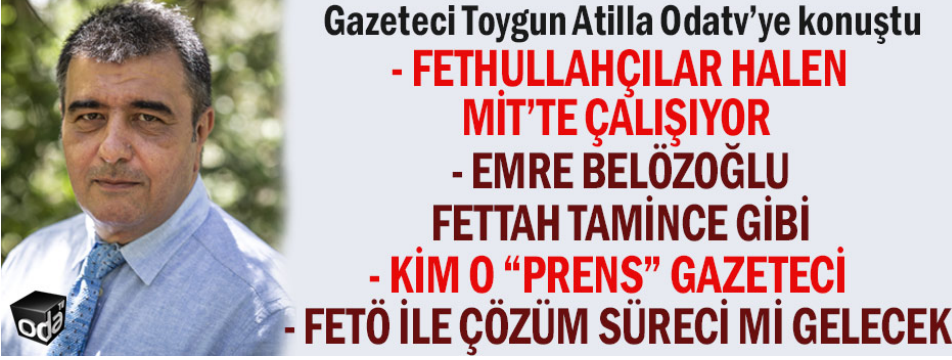 Gazeteci Toygun Atilla Odatv’ye konuştu
- FETHULLAHÇILAR HALEN
MİT’TE ÇALIŞIYOR
- EMRE BELÖZOĞLU
FETTAH TAMİNCE GİBİ
- KİM O “PRENS” GAZETECİ
- FETÖ İLE ÇÖZÜM SÜRECİ Mİ GELECEK
oda
TV